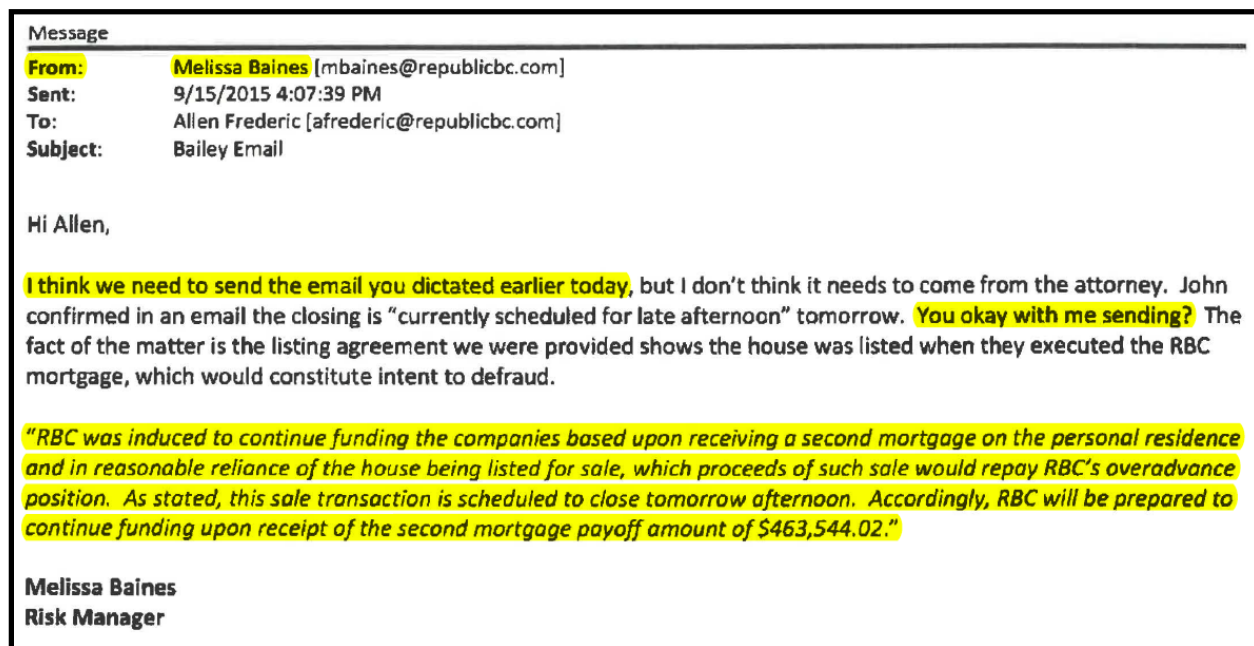 Message
From: Melissa Baines [mbaines@republicbc.com]
Sent: 9/15/2015 4:07:39 PM
To: Allen Frederic [afrederic@republicbc.com]
Subject: Bailey Email
Hi Allen,
I think we need to send the email you dictated earlier today, but I don't think it needs to come from the attorney. John
confirmed in an email the closing is "currently scheduled for late afternoon" tomorrow. You okay with me sending? The
fact of the matter is the listing agreement we were provided shows the house was listed when they executed the RBC
mortgage, which would constitute intent to defraud.
"RBC was induced to continue funding the companies based upon receiving a second mortgage on the personal residence
and in reasonable reliance of the house being listed for sale, which proceeds of such sale would repay RBC's overadvance
position. As stated, this sale transaction is scheduled to close tomorrow afternoon. Accordingly, RBC will be prepared to
continue funding upon receipt of the second mortgage payoff amount of $463,544.02."
Melissa Baines
Risk Manager